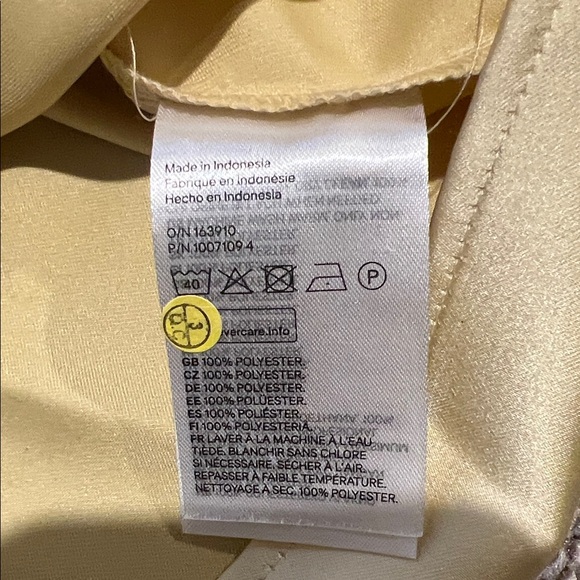 Made in Indonesia
Fabriqué en Indonésie
Hecho en Indonesia
O/N 163910
P/N 1007109 4
40 P
3
Q.C
vercare.info
GB 100% POLYESTER.
CZ 100% POLYESTER.
DE 100% POLYESTER.
EE 100% POLÜESTER.
ES 100% POLIÉSTER.
FI 100% POLYESTERIA.
FR LAVER À LA MACHINE À L'EAU
TIÈDE. BLANCHIR SANS CHLORE
SI NÉCESSAIRE. SÉCHER À L'AIR.
REPASSER À FAIBLE TEMPÉRATURE.
NETTOYAGE À SEC. 100% POLYESTER.